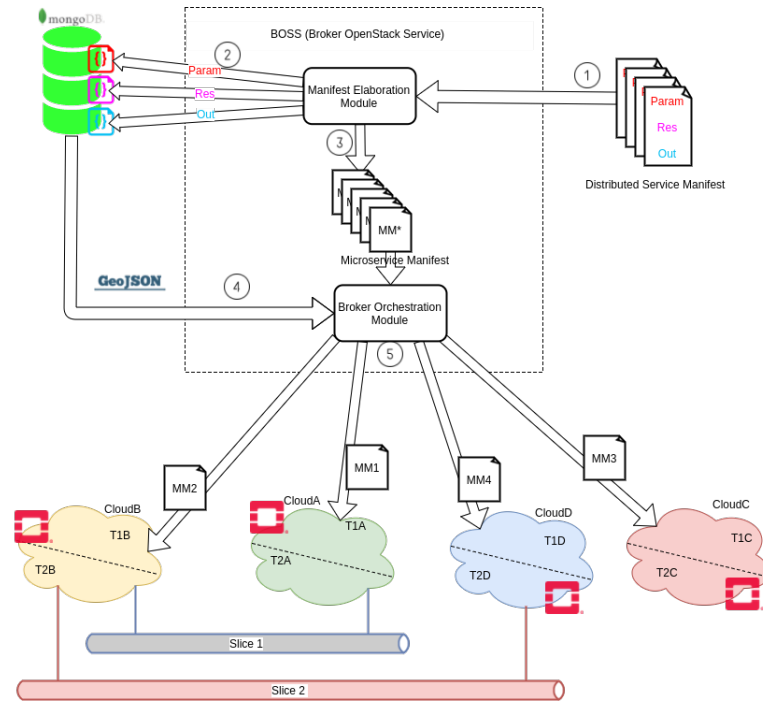 mongoDB.
BOSS (Broker OpenStack Service)
2
1
{ }
Param
Manifest Elaboration
Module
Param
{ }
Res
Res
{ }
Out
Out
3
Distributed Service Manifest
MM*
Microservice Manifest
GeoJSON
4
Broker Orchestration
Module
5
MM2
MM1
MM4
MM3
CloudB
CloudA
CloudD
CloudC
T1B
T1A
T1D
T1C
T2B
T2A
T2D
T2C
Slice 1
Slice 2